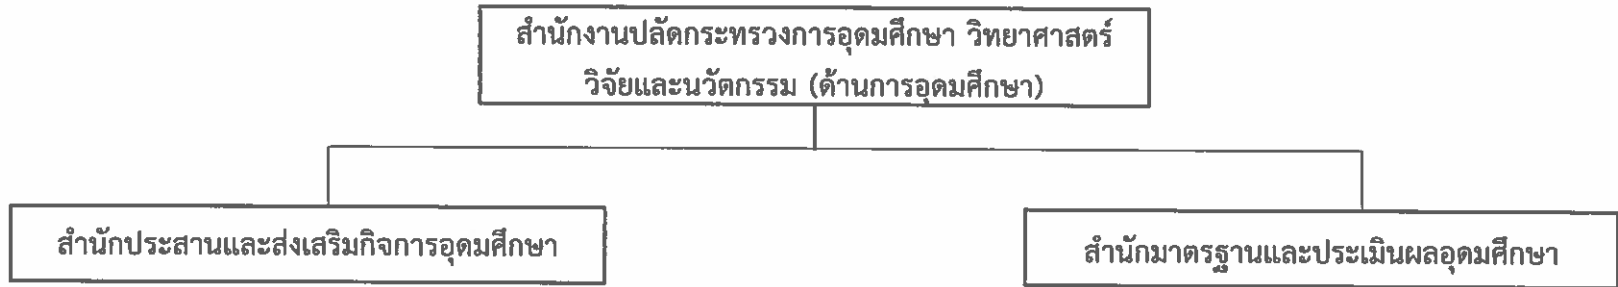 สำนักงานปลัดกระทรวงการอุดมศึกษา วิทยาศาสตร์
วิจัยและนวัตกรรม (ด้านการอุดมศึกษา)
สำนักประสานและส่งเสริมกิจการอุดมศึกษา
สำนักมาตรฐานและประเมินผลอุดมศึกษา